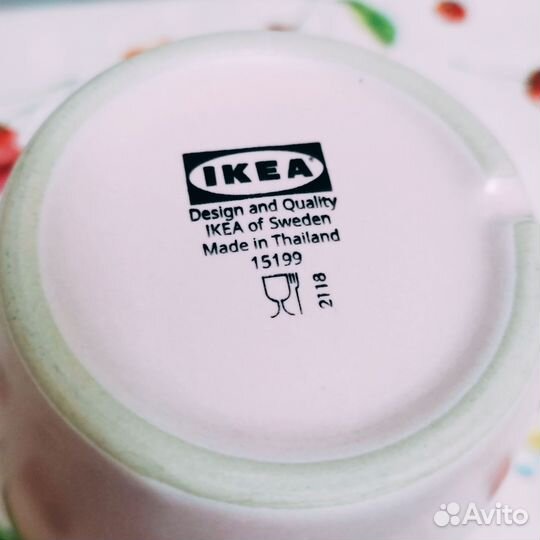 IKEA
Design and Quality
IKEA of Sweden
Made in Thailand
15199
2118
Avito